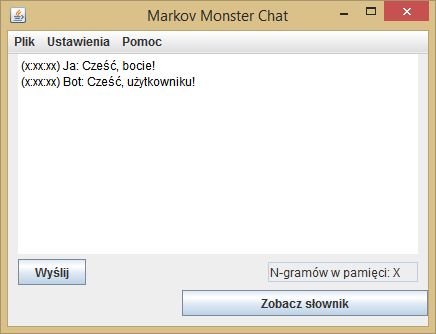 Markov Monster Chat
Plik Ustawienia Pomoc
(x:xx:xx) Ja: Cześć, bocie!
(x:xx:xx) Bot: Cześć, użytkowniku!
Wyślij
N-gramów w pamięci: X
Zobacz słownik